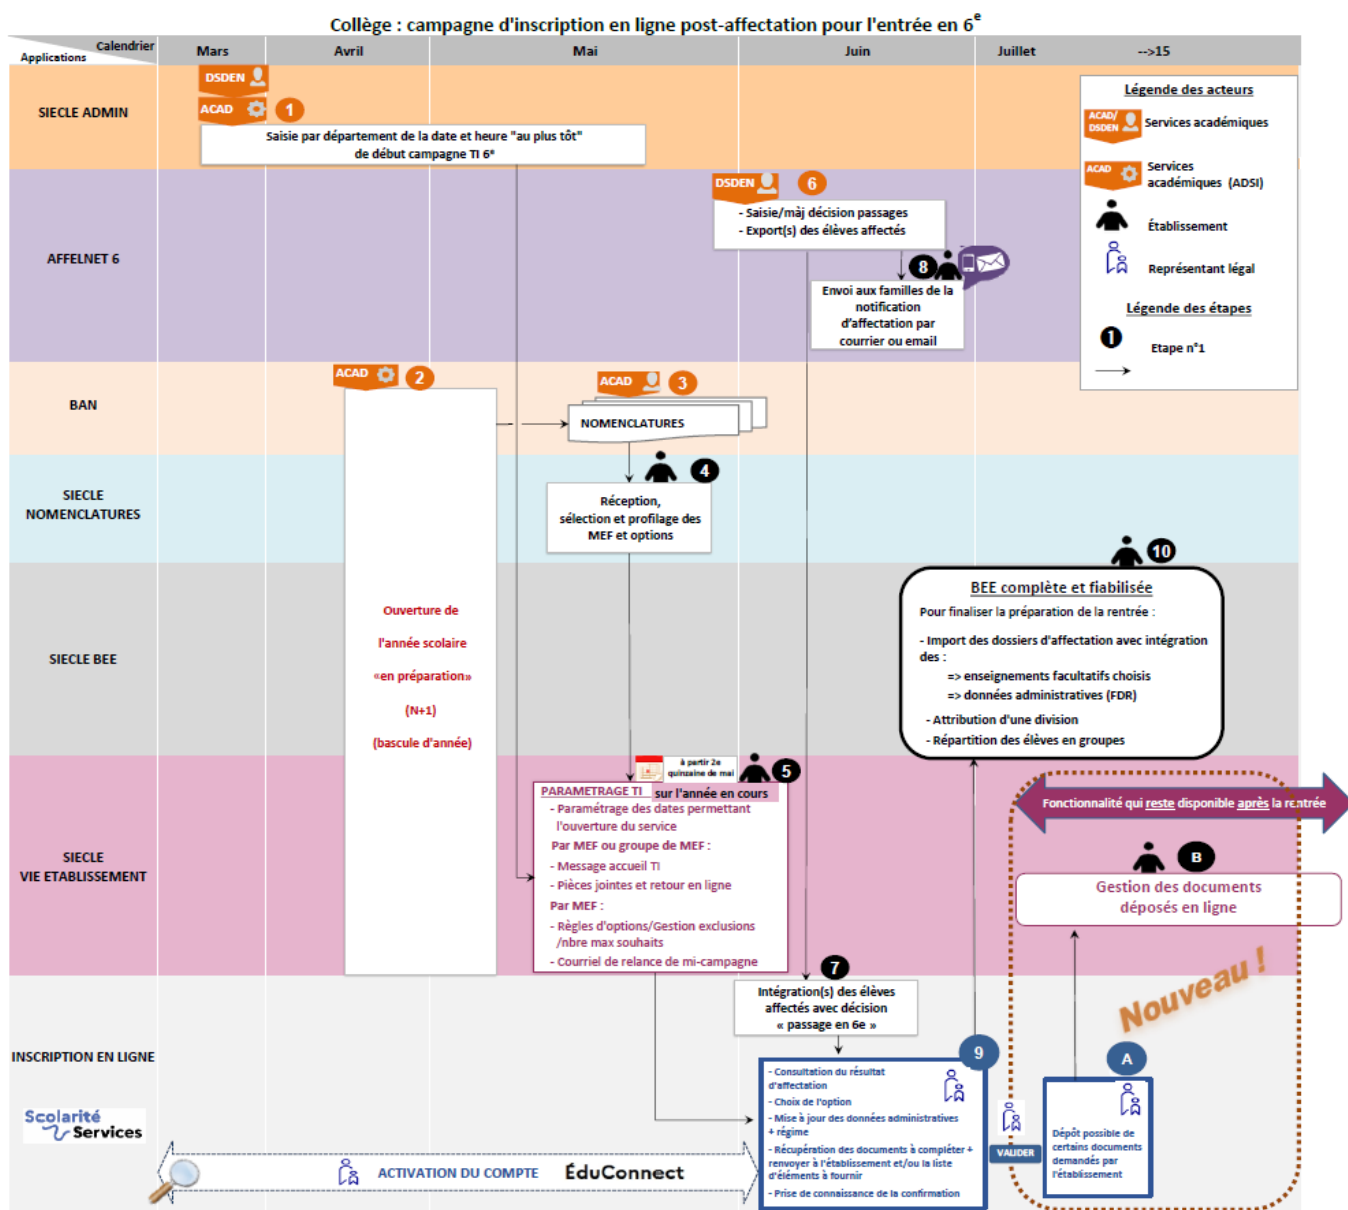 Collège : campagne d'inscription en ligne post-affectation pour l'entrée en 6e
Calendrier
Applications
Mars
Avril
Mai
Juin
Juillet
-->15
SIECLE ADMIN
DSDEN
ACAD
1
Saisie par département de la date et heure "au plus tôt"
de début campagne TI 6e
Légende des acteurs
ACAD/
DSDEN
Services académiques
ACAD
Services
académiques (ADSI)
Établissement
Représentant légal
Légende des étapes
1
Etape n°1
AFFELNET 6
DSDEN
6
- Saisie/màj décision passages
- Export(s) des élèves affectés
8
Envoi aux familles de la
notification
d'affectation par
courrier ou email
BAN
ACAD
2
ACAD
3
NOMENCLATURES
SIECLE
NOMENCLATURES
4
Réception,
sélection et profilage des
MEF et options
SIECLE BEE
Ouverture de
l'année scolaire
«en préparation»
(N+1)
(bascule d'année)
10
BEE complète et fiabilisée
Pour finaliser la préparation de la rentrée :
- Import des dossiers d'affectation avec intégration
des :
=> enseignements facultatifs choisis
=> données administratives (FDR)
- Attribution d'une division
- Répartition des élèves en groupes
SIECLE
VIE ETABLISSEMENT
à partir 2e
quinzaine de mai
5
PARAMETRAGE TI sur l'année en cours
- Paramétrage des dates permettant
l'ouverture du service
Par MEF ou groupe de MEF :
- Message accueil TI
- Pièces jointes et retour en ligne
Par MEF :
- Règles d'options/Gestion exclusions
/nbre max souhaits
- Courriel de relance de mi-campagne
Fonctionnalité qui reste disponible après la rentrée
B
Gestion des documents
déposés en ligne
Nouveau !
INSCRIPTION EN LIGNE
Scolarité
Services
7
Intégration(s) des élèves
affectés avec décision
« passage en 6e »
9
- Consultation du résultat
d'affectation
- Choix de l'option
- Mise à jour des données administratives
+ régime
- Récupération des documents à compléter +
renvoyer à l'établissement et/ou la liste
d'éléments à fournir
- Prise de connaissance de la confirmation
VALIDER
A
Dépôt possible de
certains documents
demandés par
l'établissement
ACTIVATION DU COMPTE ÉduConnect